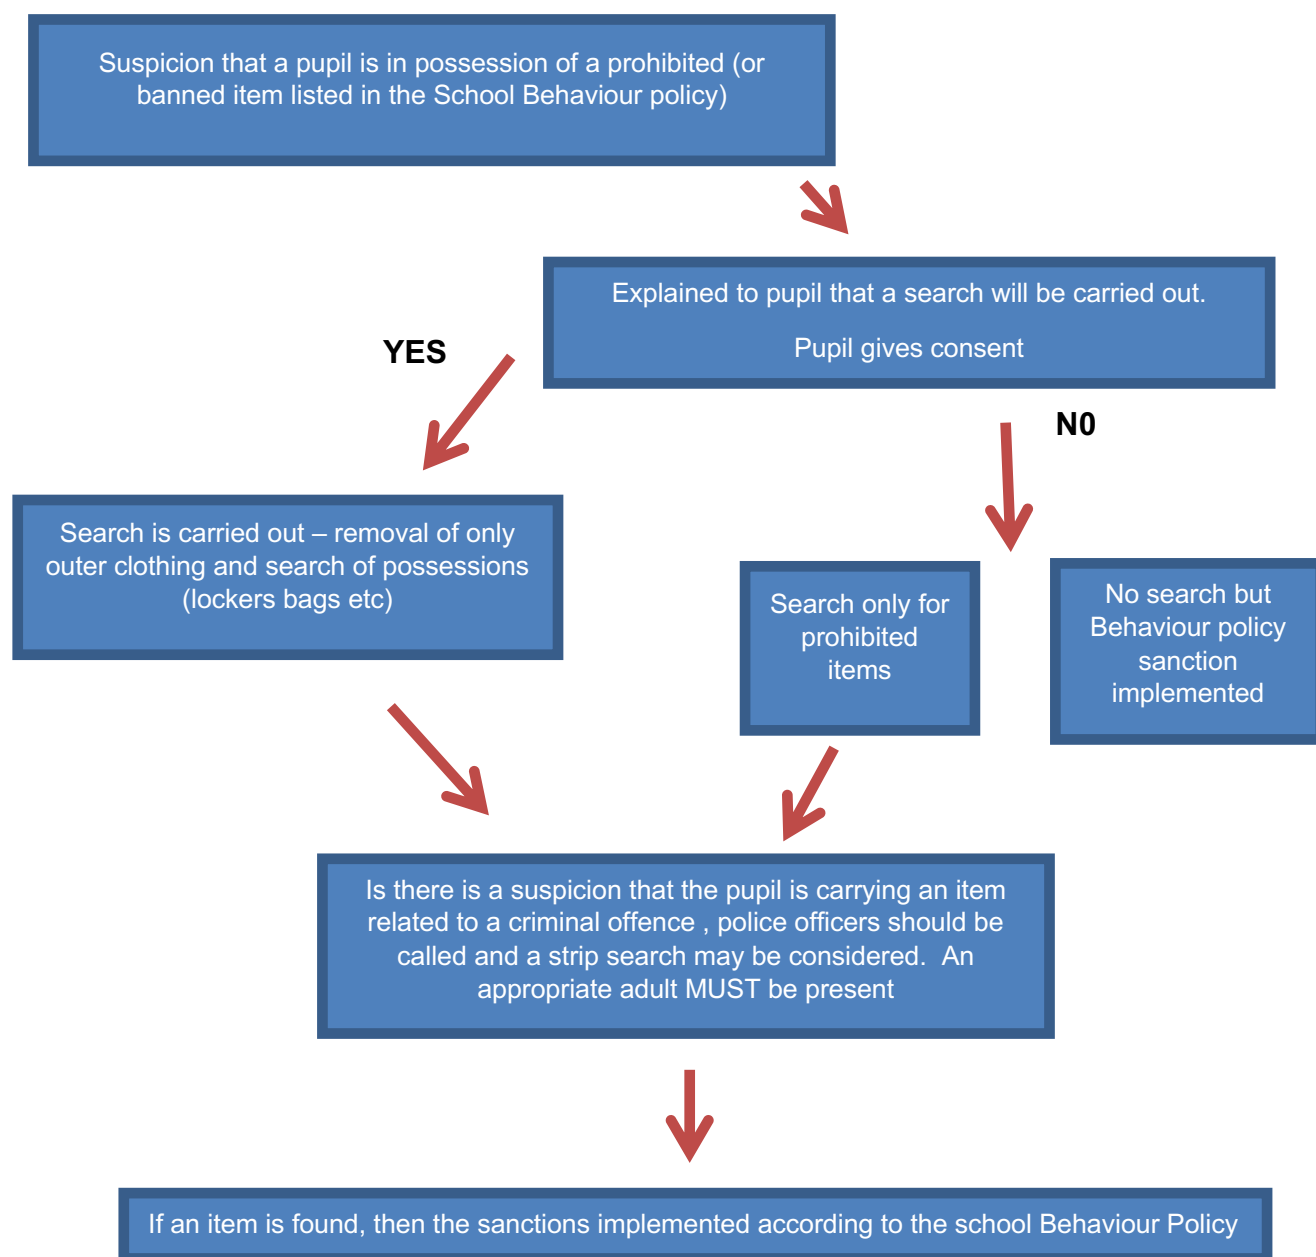 Suspicion that a pupil is in possession of a prohibited (or
banned item listed in the School Behaviour policy)
Explained to pupil that a search will be carried out.
Pupil gives consent
YES
N0
Search is carried out – removal of only
outer clothing and search of possessions
(lockers bags etc)
Search only for
prohibited
items
No search but
Behaviour policy
sanction
implemented
Is there is a suspicion that the pupil is carrying an item
related to a criminal offence , police officers should be
called and a strip search may be considered.  An
appropriate adult MUST be present
If an item is found, then the sanctions implemented according to the school Behaviour Policy